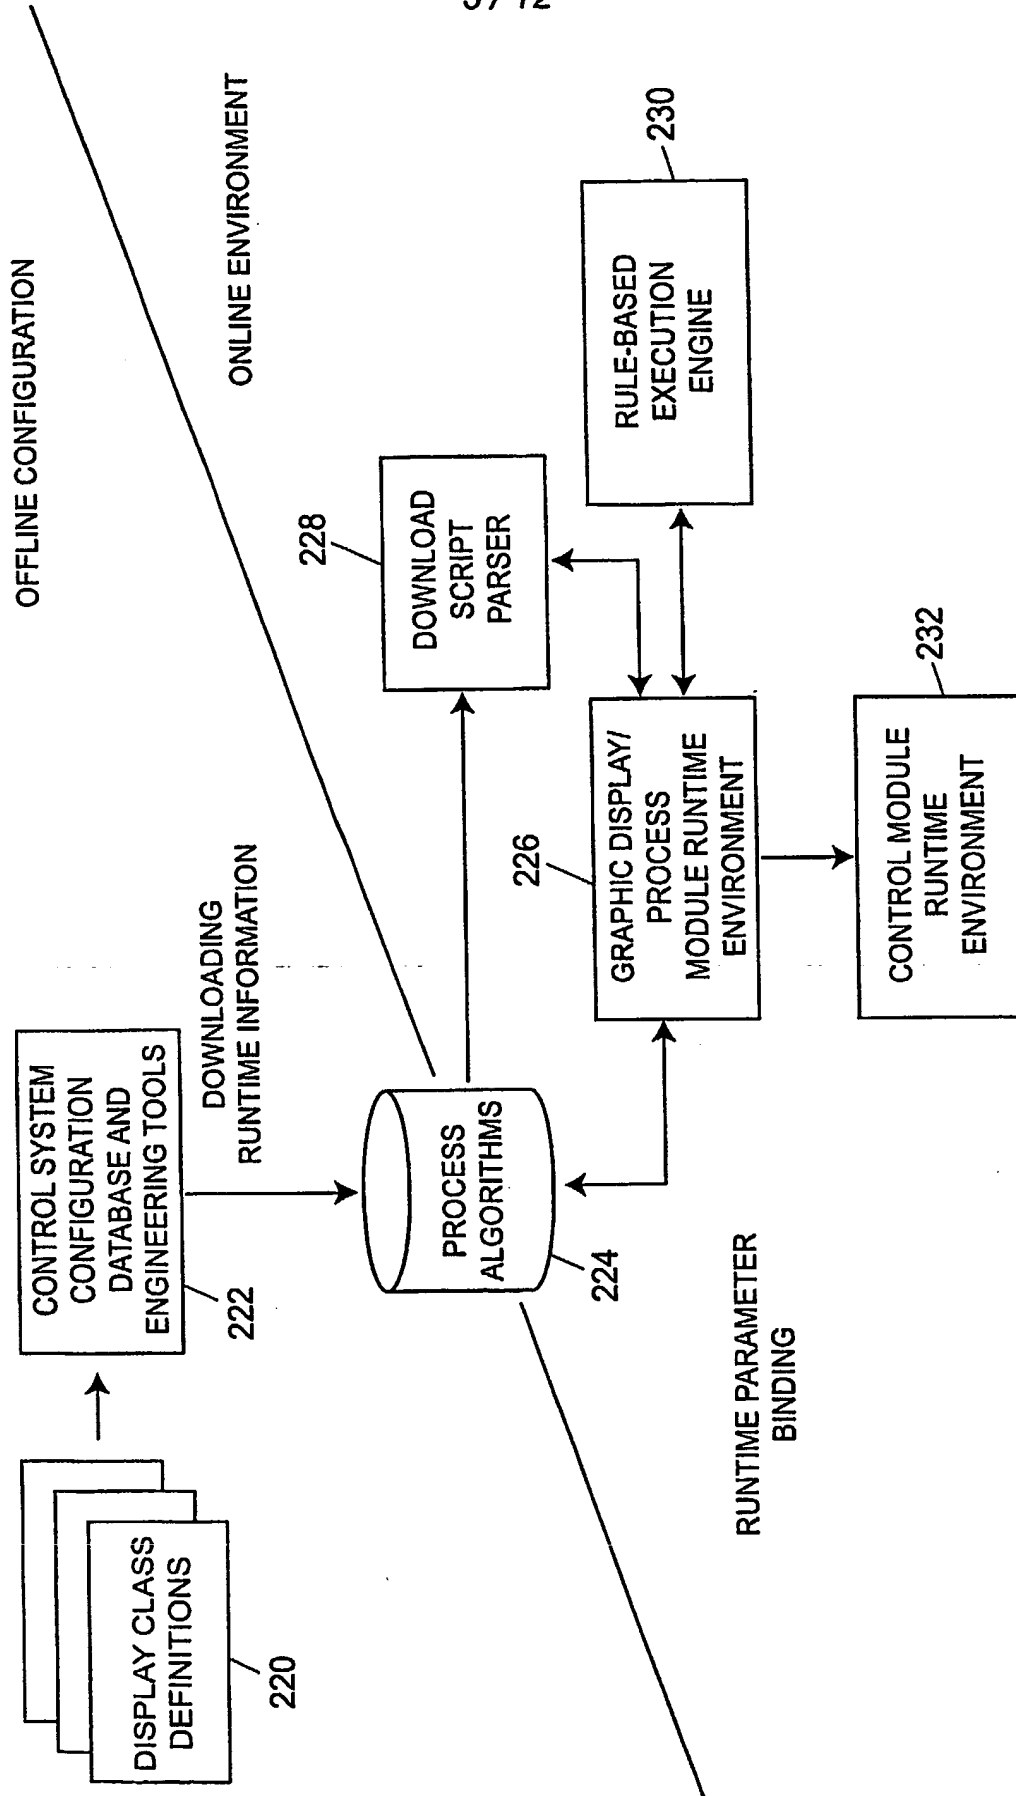 OFFLINE CONFIGURATION
DISPLAY CLASS
DEFINITIONS
220
CONTROL SYSTEM
CONFIGURATION
DATABASE AND
ENGINEERING TOOLS
222
DOWNLOADING
RUNTIME INFORMATION
ONLINE ENVIRONMENT
PROCESS
ALGORITHMS
224
DOWNLOAD
SCRIPT
PARSER
228
RUNTIME PARAMETER
BINDING
GRAPHIC DISPLAY/
PROCESS
MODULE RUNTIME
ENVIRONMENT
226
RULE-BASED
EXECUTION
ENGINE
230
CONTROL MODULE
RUNTIME
ENVIRONMENT
232